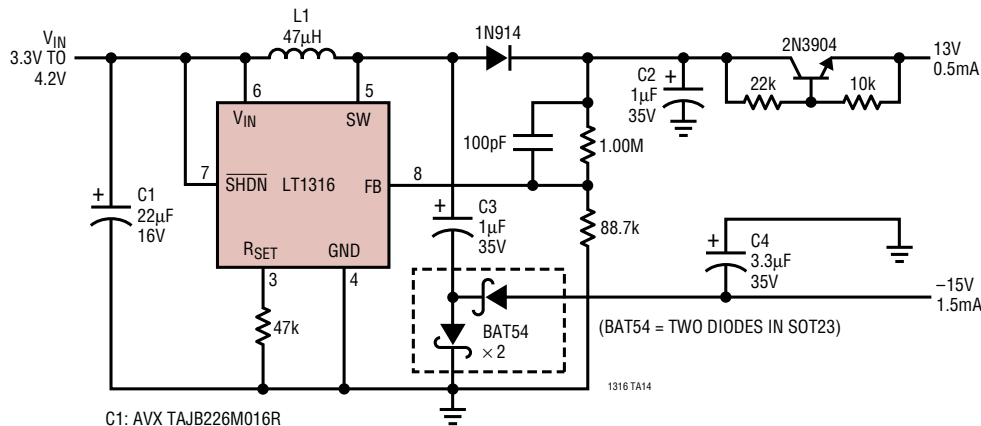 L1
47µH
VIN
3.3V TO
4.2V
1N914
2N3904
13V
0.5mA
6
5
VIN
SW
C2
1µF
35V
+
22k
10k
100pF
1.00M
7
SHDN
LT1316
FB
8
+
C1
22µF
16V
+
C3
1µF
35V
88.7k
RSET
GND
3
4
+
C4
3.3µF
35V
–15V
1.5mA
47k
BAT54
× 2
(BAT54 = TWO DIODES IN SOT23)
1316 TA14
C1: AVX TAJB226M016R